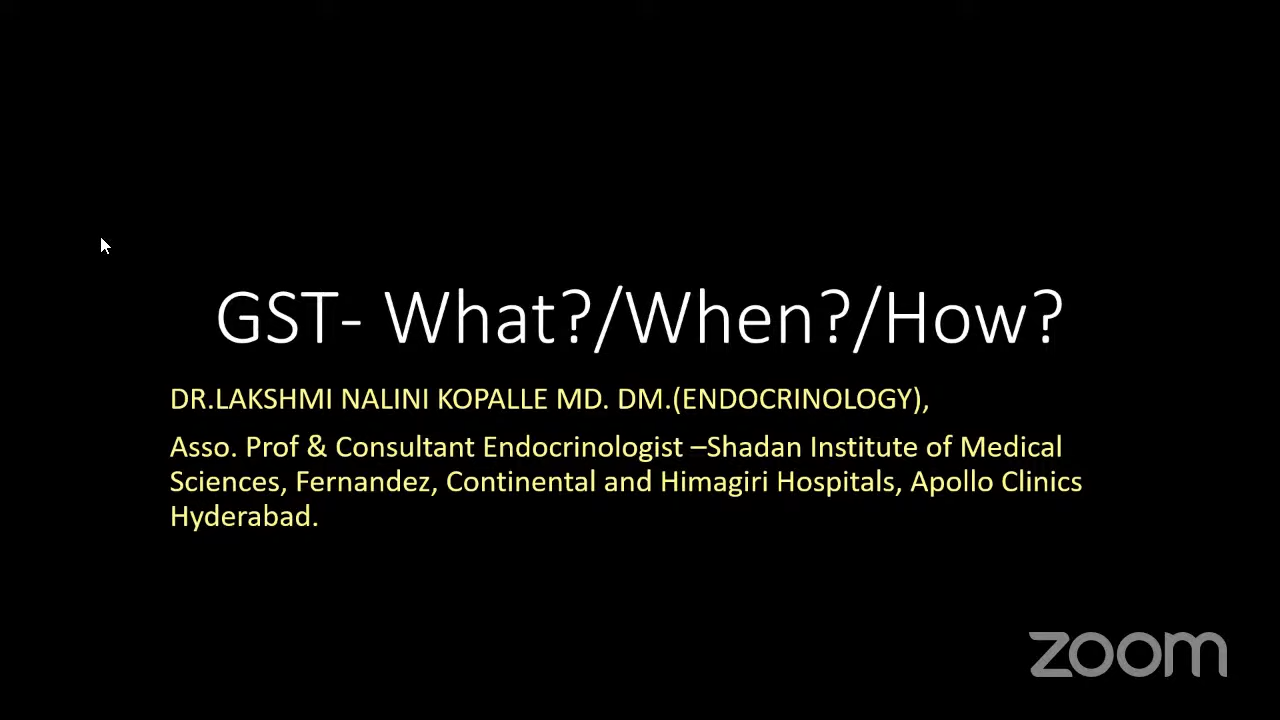 GST- What?/When?/How?
DR.LAKSHMI NALINI KOPALLE MD. DM.(ENDOCRINOLOGY),
Asso. Prof & Consultant Endocrinologist –Shadan Institute of Medical
Sciences, Fernandez, Continental and Himagiri Hospitals, Apollo Clinics
Hyderabad.
zoom